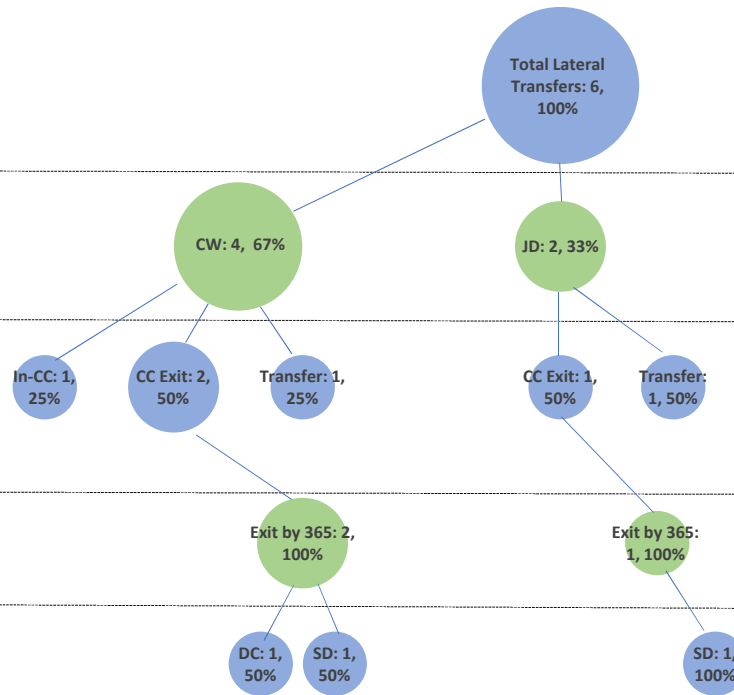 Total Lateral
Transfers: 6,
100%
CW: 4, 67%
JD: 2, 33%
In-CC: 1,
25%
CC Exit: 2,
50%
Transfer: 1,
25%
CC Exit: 1,
50%
Transfer:
1, 50%
Exit by 365: 2,
100%
Exit by 365:
1, 100%
DC: 1,
50%
SD: 1,
50%
SD: 1,
100%